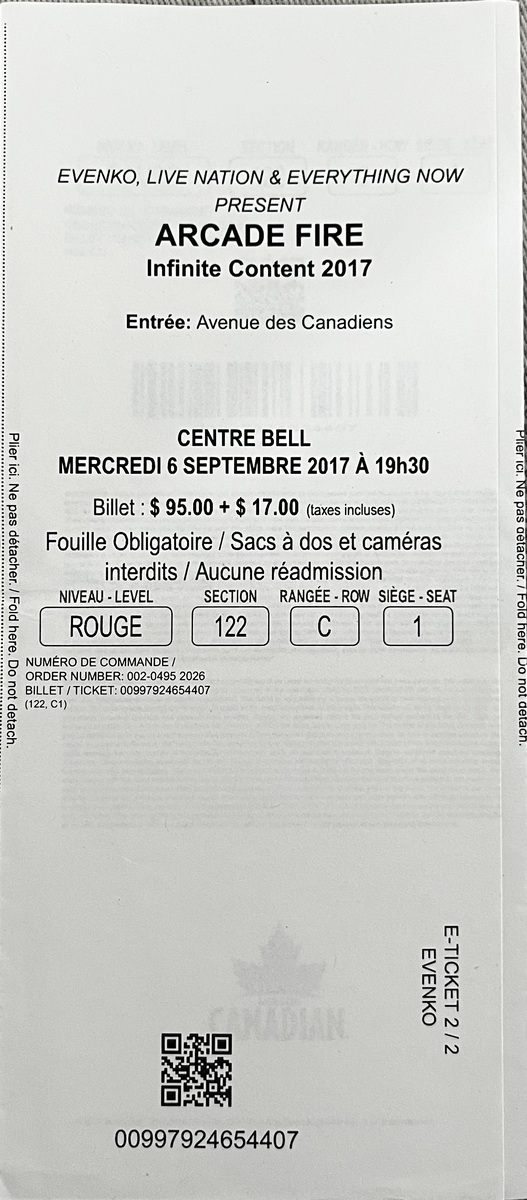 EVENKO, LIVE NATION & EVERYTHING NOW
PRESENT
ARCADE FIRE
Infinite Content 2017
Entrée: Avenue des Canadiens
CENTRE BELL
MERCREDI 6 SEPTEMBRE 2017 À 19h30
Billet : $ 95.00 + $ 17.00 (taxes incluses)
Fouille Obligatoire / Sacs à dos et caméras
interdits / Aucune réadmission
NIVEAU - LEVEL SECTION RANGÉE - ROW SIÈGE - SEAT
ROUGE 122 C 1
NUMÉRO DE COMMANDE /
ORDER NUMBER: 002-0495 2026
BILLET / TICKET: 00997924654407
(122, C1)
Plier ici. Ne pas détacher. / Fold here. Do not detach.
Plier ici. Ne pas détacher. / Fold here. Do not detach.
E-TICKET 2 / 2
EVENKO
CANADIAN
00997924654407